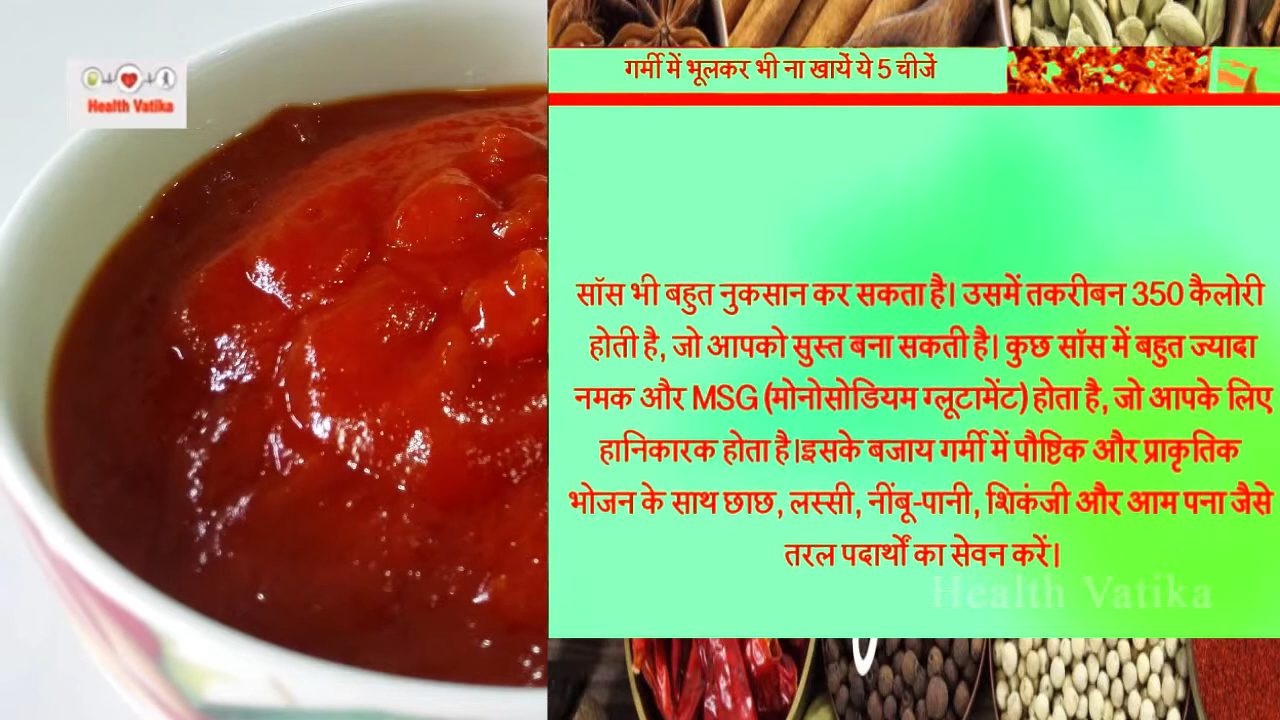 Health Vatika
गर्मी में भूलकर भी ना खायें ये 5 चीजें
सॉस भी बहुत नुकसान कर सकता है। उसमें तकरीबन 350 कैलोरी
होती है, जो आपको सुस्त बना सकती है। कुछ सॉस में बहुत ज्यादा
नमक और MSG (मोनोसोडियम ग्लूटामेंट) होता है, जो आपके लिए
हानिकारक होता है।इसके बजाय गर्मी में पौष्टिक और प्राकृतिक
भोजन के साथ छाछ, लस्सी, नींबू-पानी, शिकंजी और आम पना जैसे
तरल पदार्थों का सेवन करें।
Health Vatika